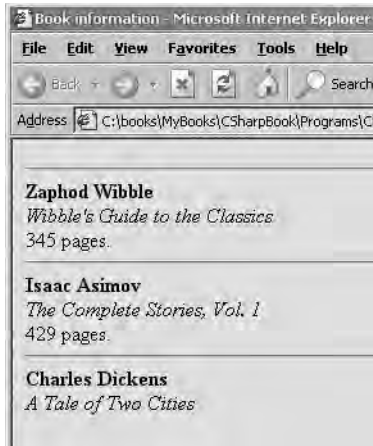 Book information - Microsoft Internet Explorer
File Edit View Favorites Tools Help
Back Search
Address C:\books\MyBooks\CSharpBook\Programs\C
Zaphod Wibble
Wibble's Guide to the Classics
345 pages.
Isaac Asimov
The Complete Stories, Vol. 1
429 pages.
Charles Dickens
A Tale of Two Cities